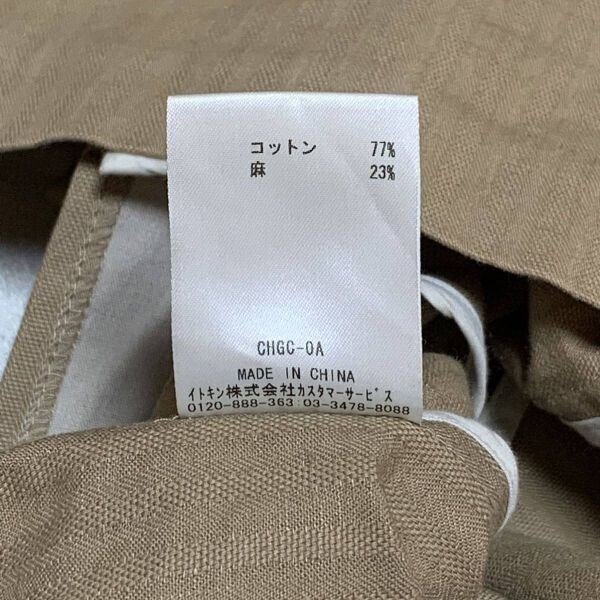 コットン 77%
麻 23%
CHGC-0A
MADE IN CHINA
イトキン株式会社カスタマーサービス
0120-888-363:03-3478-8088